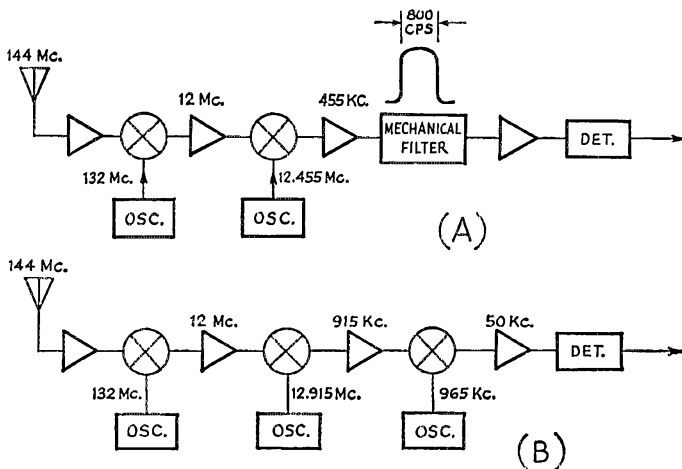 800
CPS
144 Mc.
12 Mc.
455 KC.
MECHANICAL
FILTER
DET.
132 Mc.
12.455 Mc.
OSC.
OSC.
(A)
144 Mc.
12 Mc.
915 Kc.
50 Kc.
DET.
132 Mc.
12.915 Mc.
965 Kc.
OSC.
OSC.
OSC.
(B)